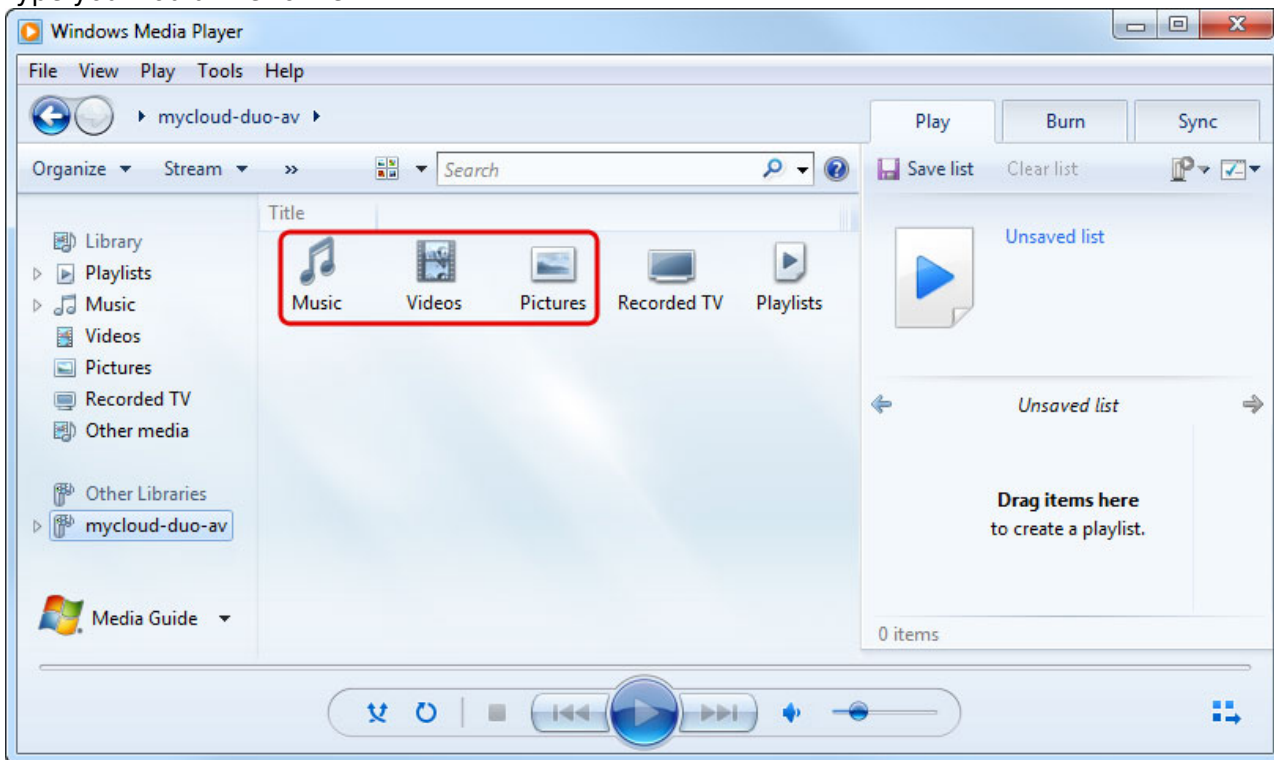 Windows Media Player
File View Play Tools Help
mycloud-duo-av
Play Burn Sync
Organize Stream » Search
Save list Clear list
Title
Library
Playlists
Music
Videos
Pictures
Recorded TV
Other media
Other Libraries
mycloud-duo-av
Media Guide
Music Videos Pictures Recorded TV Playlists
Unsaved list
Unsaved list
Drag items here
to create a playlist.
0 items